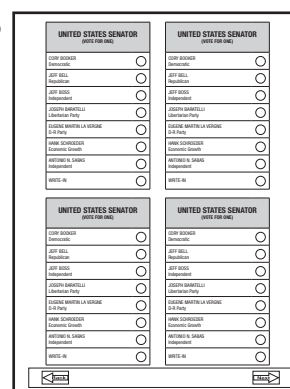 UNITED STATES SENATOR
(VOTE FOR ONE)
CORY BOOKER
Democratic
JEFF BELL
Republican
JEFF BOSS
Independent
JOSEPH BARATELLI
Libertarian Party
EUGENE MARTIN LA VERGNE
D-R Party
HANK SCHROEDER
Economic Growth
ANTONIO N. SABAS
Independent
WRITE-IN
UNITED STATES SENATOR
(VOTE FOR ONE)
CORY BOOKER
Democratic
JEFF BELL
Republican
JEFF BOSS
Independent
JOSEPH BARATELLI
Libertarian Party
EUGENE MARTIN LA VERGNE
D-R Party
HANK SCHROEDER
Economic Growth
ANTONIO N. SABAS
Independent
WRITE-IN
UNITED STATES SENATOR
(VOTE FOR ONE)
CORY BOOKER
Democratic
JEFF BELL
Republican
JEFF BOSS
Independent
JOSEPH BARATELLI
Libertarian Party
EUGENE MARTIN LA VERGNE
D-R Party
HANK SCHROEDER
Economic Growth
ANTONIO N. SABAS
Independent
WRITE-IN
UNITED STATES SENATOR
(VOTE FOR ONE)
CORY BOOKER
Democratic
JEFF BELL
Republican
JEFF BOSS
Independent
JOSEPH BARATELLI
Libertarian Party
EUGENE MARTIN LA VERGNE
D-R Party
HANK SCHROEDER
Economic Growth
ANTONIO N. SABAS
Independent
WRITE-IN
Back
Next